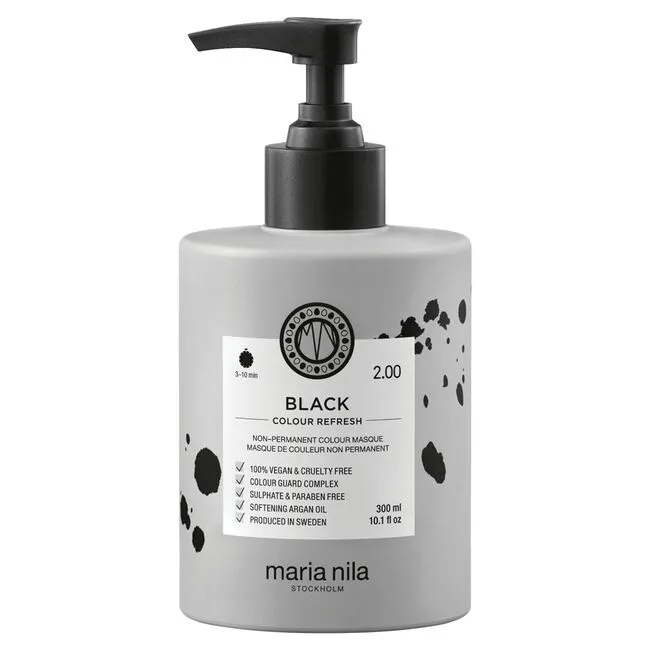 MN
3-10 min
2.00
BLACK
COLOUR REFRESH
NON-PERMANENT COLOUR MASQUE
MASQUE DE COULEUR NON PERMANENT
100% VEGAN & CRUELTY FREE
COLOUR GUARD COMPLEX
SULPHATE & PARABEN FREE
SOFTENING ARGAN OIL
PRODUCED IN SWEDEN
300 ml
10.1 fl oz
maria nila
STOCKHOLM